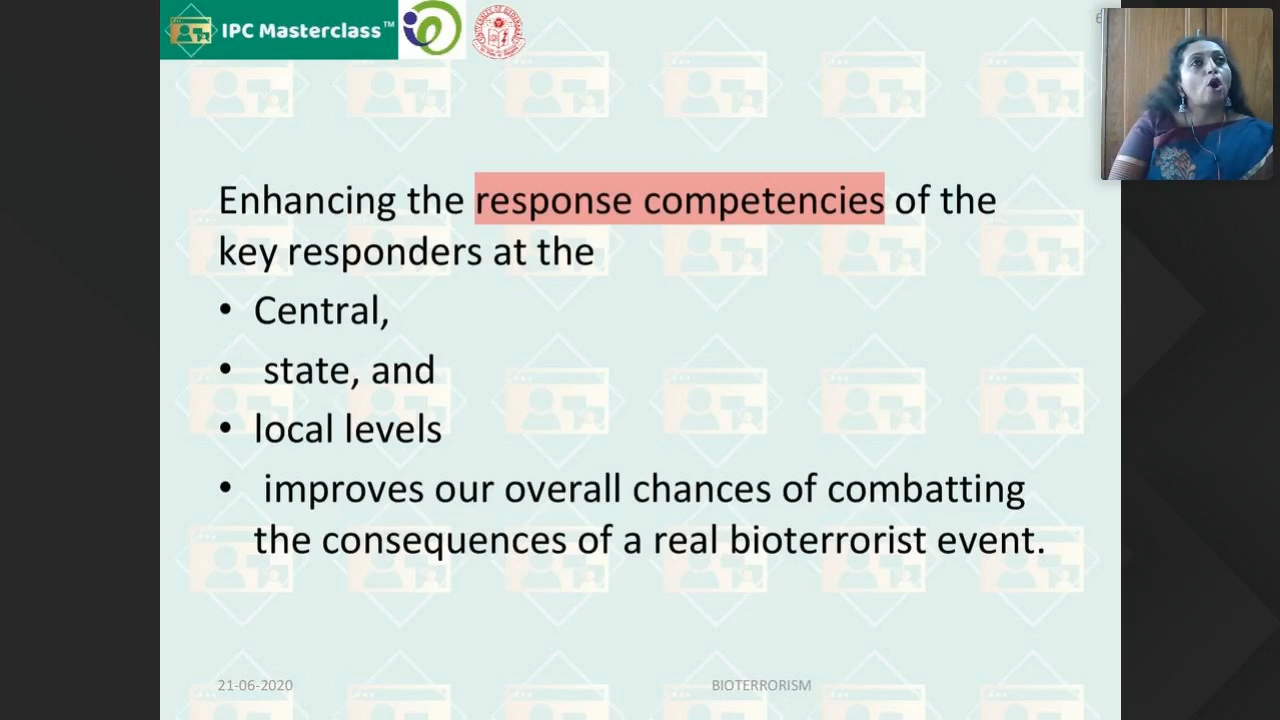 IPC Masterclass™
Enhancing the response competencies of the
key responders at the
• Central,
• state, and
• local levels
• improves our overall chances of combatting
the consequences of a real bioterrorist event.
21-06-2020
BIOTERRORISM